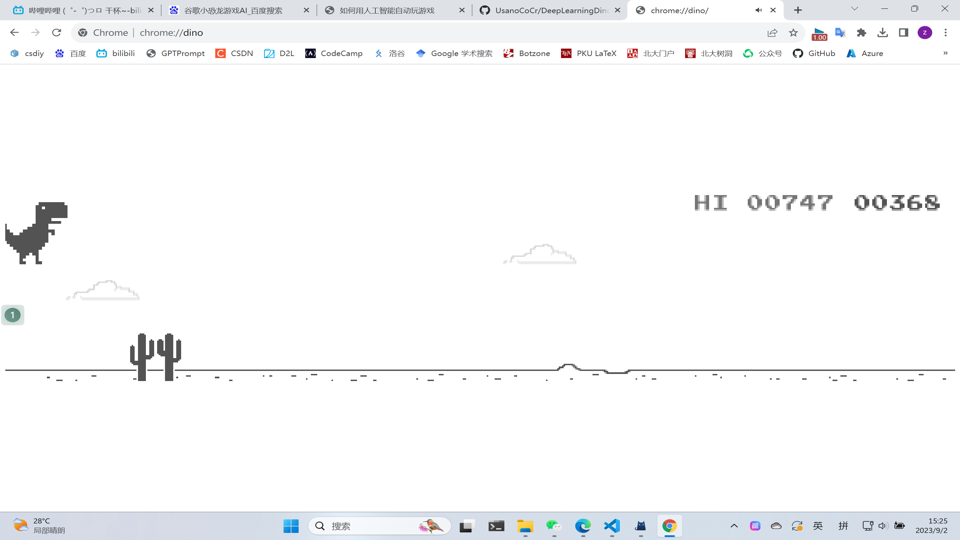 哔哩哔哩 (゜-゜)つロ 干杯~-bili
谷歌小恐龙游戏AI_百度搜索
如何用人工智能自动玩游戏
UsanoCoCr/DeepLearningDin
chrome://dino/
Chrome | chrome://dino
1.00
z
csdiy
百度
bilibili
GPTPrompt
CSDN
D2L
CodeCamp
洛谷
Google 学术搜索
Botzone
PKU LaTeX
北大门户
北大树洞
公众号
GitHub
Azure
»
HI 00747 00368
1
28°C
局部晴朗
搜索
英
拼
15:25
2023/9/2